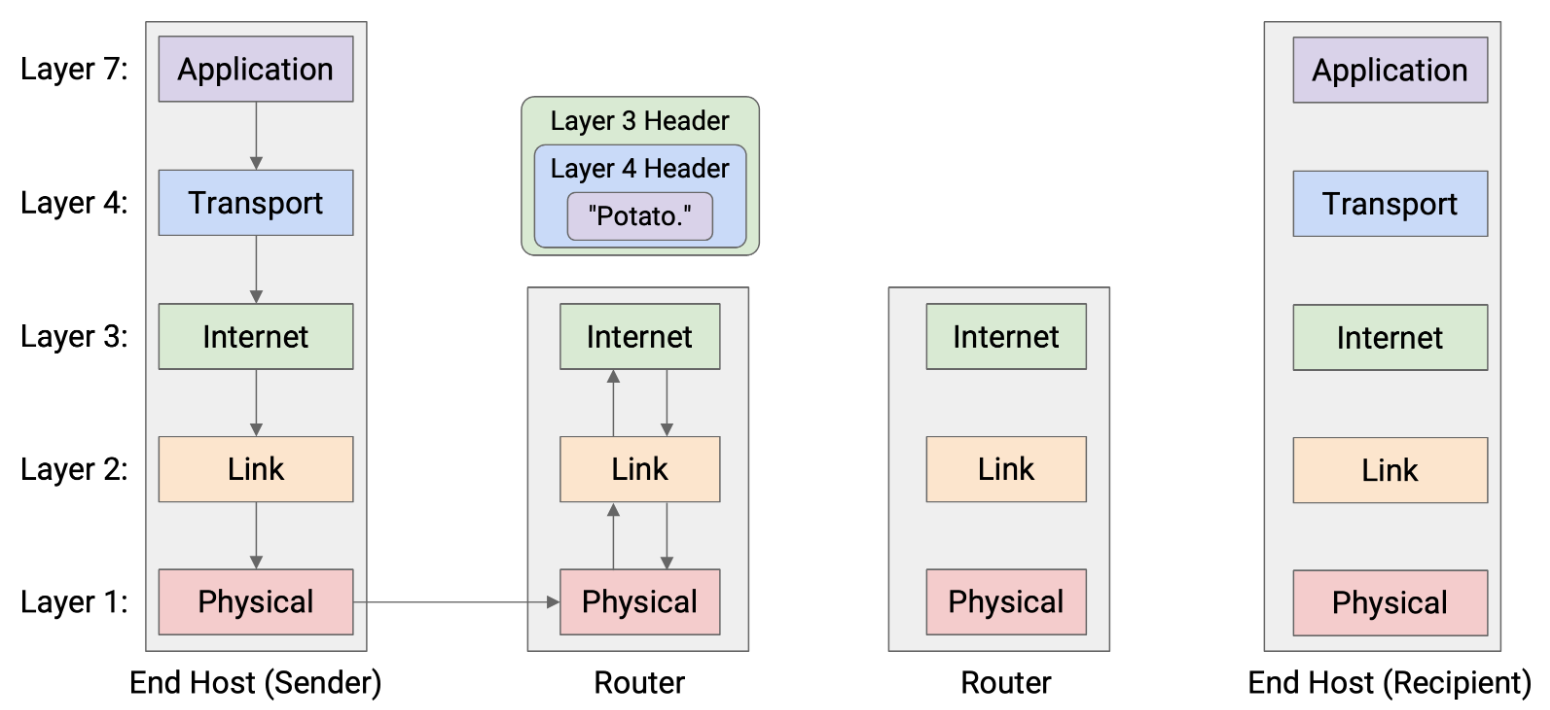 Layer 7:
Application
Application
Layer 3 Header
Layer 4 Header
"Potato."
Layer 4:
Transport
Transport
Layer 3:
Internet
Internet
Internet
Internet
Layer 2:
Link
Link
Link
Link
Layer 1:
Physical
Physical
Physical
Physical
End Host (Sender)
Router
Router
End Host (Recipient)